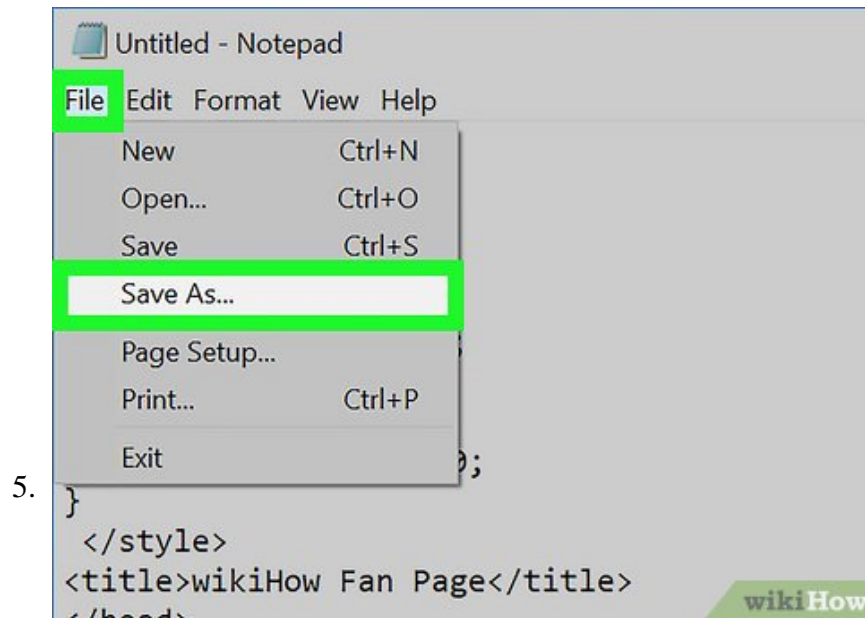 Untitled - Notepad
File Edit Format View Help
New Ctrl+N
Open... Ctrl+O
Save Ctrl+S
Save As...
Page Setup...
Print... Ctrl+P
Exit
;
5.
}
</style>
<title>wikiHow Fan Page</title>
</head>
wikiHow